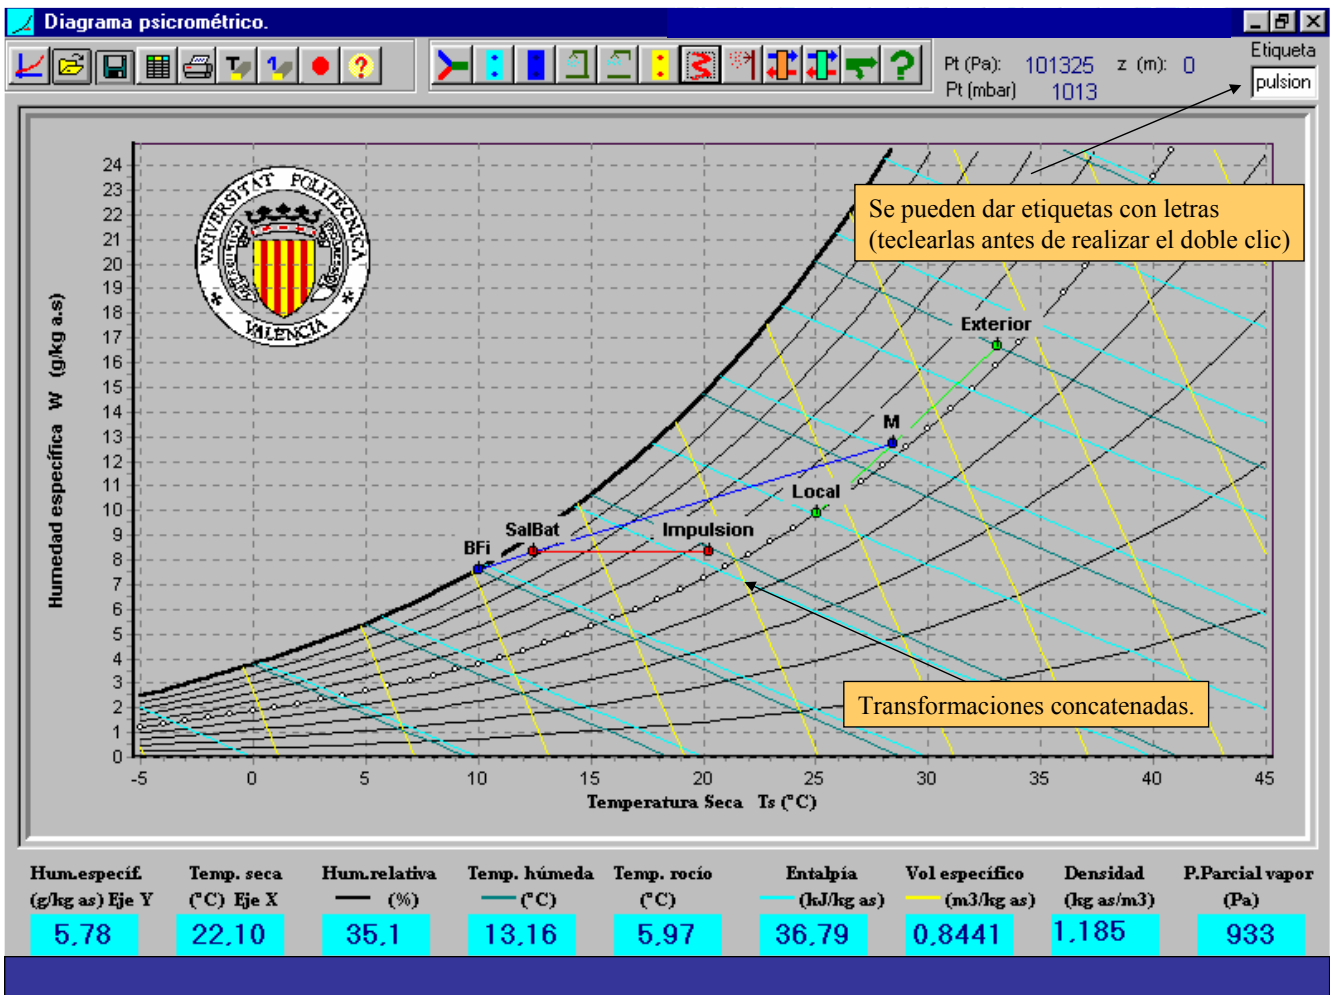 Diagrama psicrométrico.
Pt (Pa): 101325 z (m): 0
Pt (mbar) 1013
Etiqueta
pulsion
24
23
22
21
20
19
18
17
16
15
14
13
12
11
10
9
8
7
6
5
4
3
2
1
0
Humedad específica W (g/kg a.s)
UNIVERSITAT POLITECNICA
VALENCIA
Se pueden dar etiquetas con letras
(teclearlas antes de realizar el doble clic)
Exterior
M
Local
SalBat
Impulsion
BFi
Transformaciones concatenadas.
-5 0 5 10 15 20 25 30 35 40 45
Temperatura Seca Ts (ºC)
Hum.específ. Temp. seca Hum.relativa Temp. húmeda Temp. rocío Entalpía Vol específico Densidad P.Parcial vapor
(g/kg as) Eje Y (ºC) Eje X (%) (ºC) (ºC) (kJ/kg as) (m3/kg as) (kg as/m3) (Pa)
5,78 22,10 35,1 13,16 5,97 36,79 0,8441 1,185 933